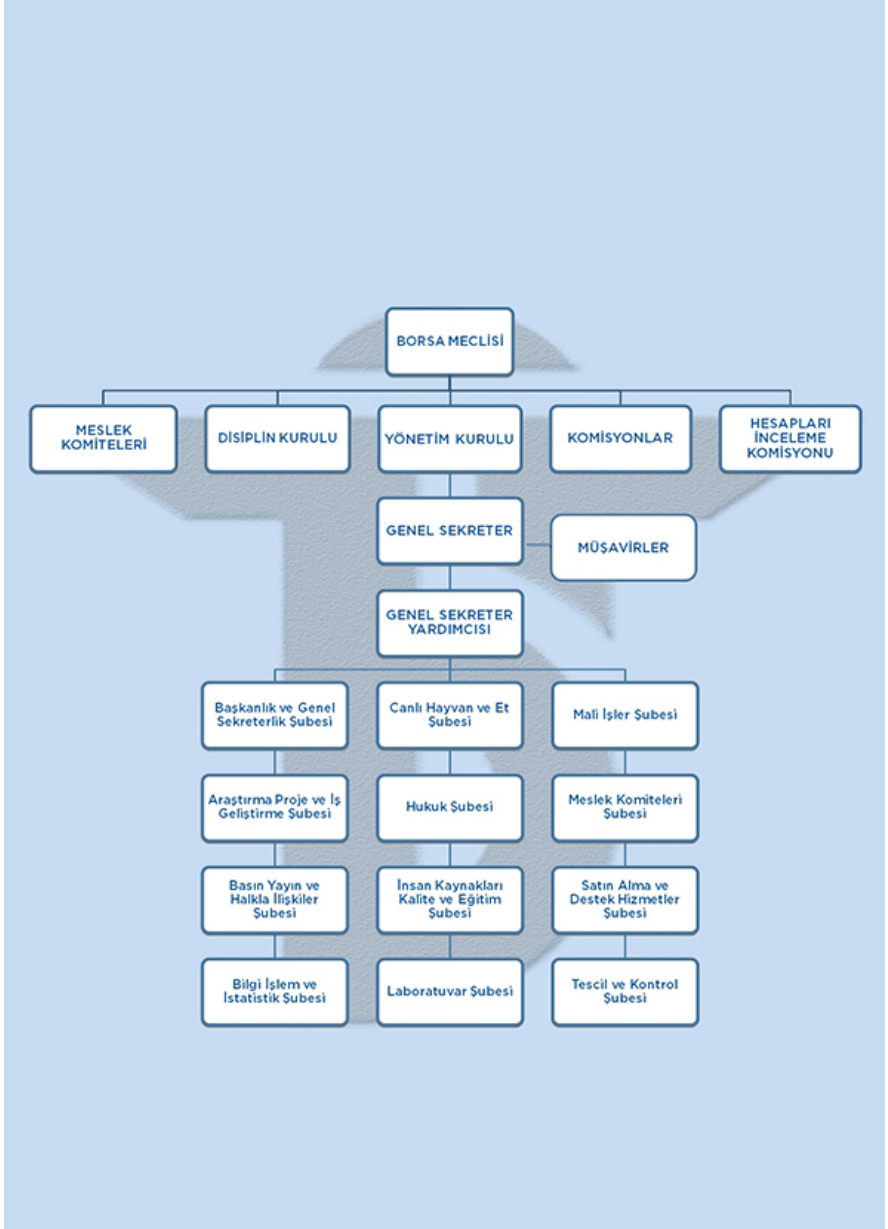 BORSA MECLİSİ
MESLEK
KOMİTELERİ
DİSİPLİN KURULU
YÖNETİM KURULU
KOMİSYONLAR
HESAPLARI
İNCELEME
KOMİSYONU
GENEL SEKRETER
MÜŞAVİRLER
GENEL SEKRETER
YARDIMCISI
Başkanlık ve Genel
Sekreterlik Şubesi
Canlı Hayvan ve Et
Şubesi
Mali İşler Şubesi
Araştırma Proje ve İş
Geliştirme Şubesi
Hukuk Şubesi
Meslek Komiteleri
Şubesi
Basın Yayın ve
Halkla İlişkiler
Şubesi
İnsan Kaynakları
Kalite ve Eğitim
Şubesi
Satın Alma ve
Destek Hizmetler
Şubesi
Bilgi İşlem ve
İstatistik Şubesi
Laboratuvar Şubesi
Tescil ve Kontrol
Şubesi